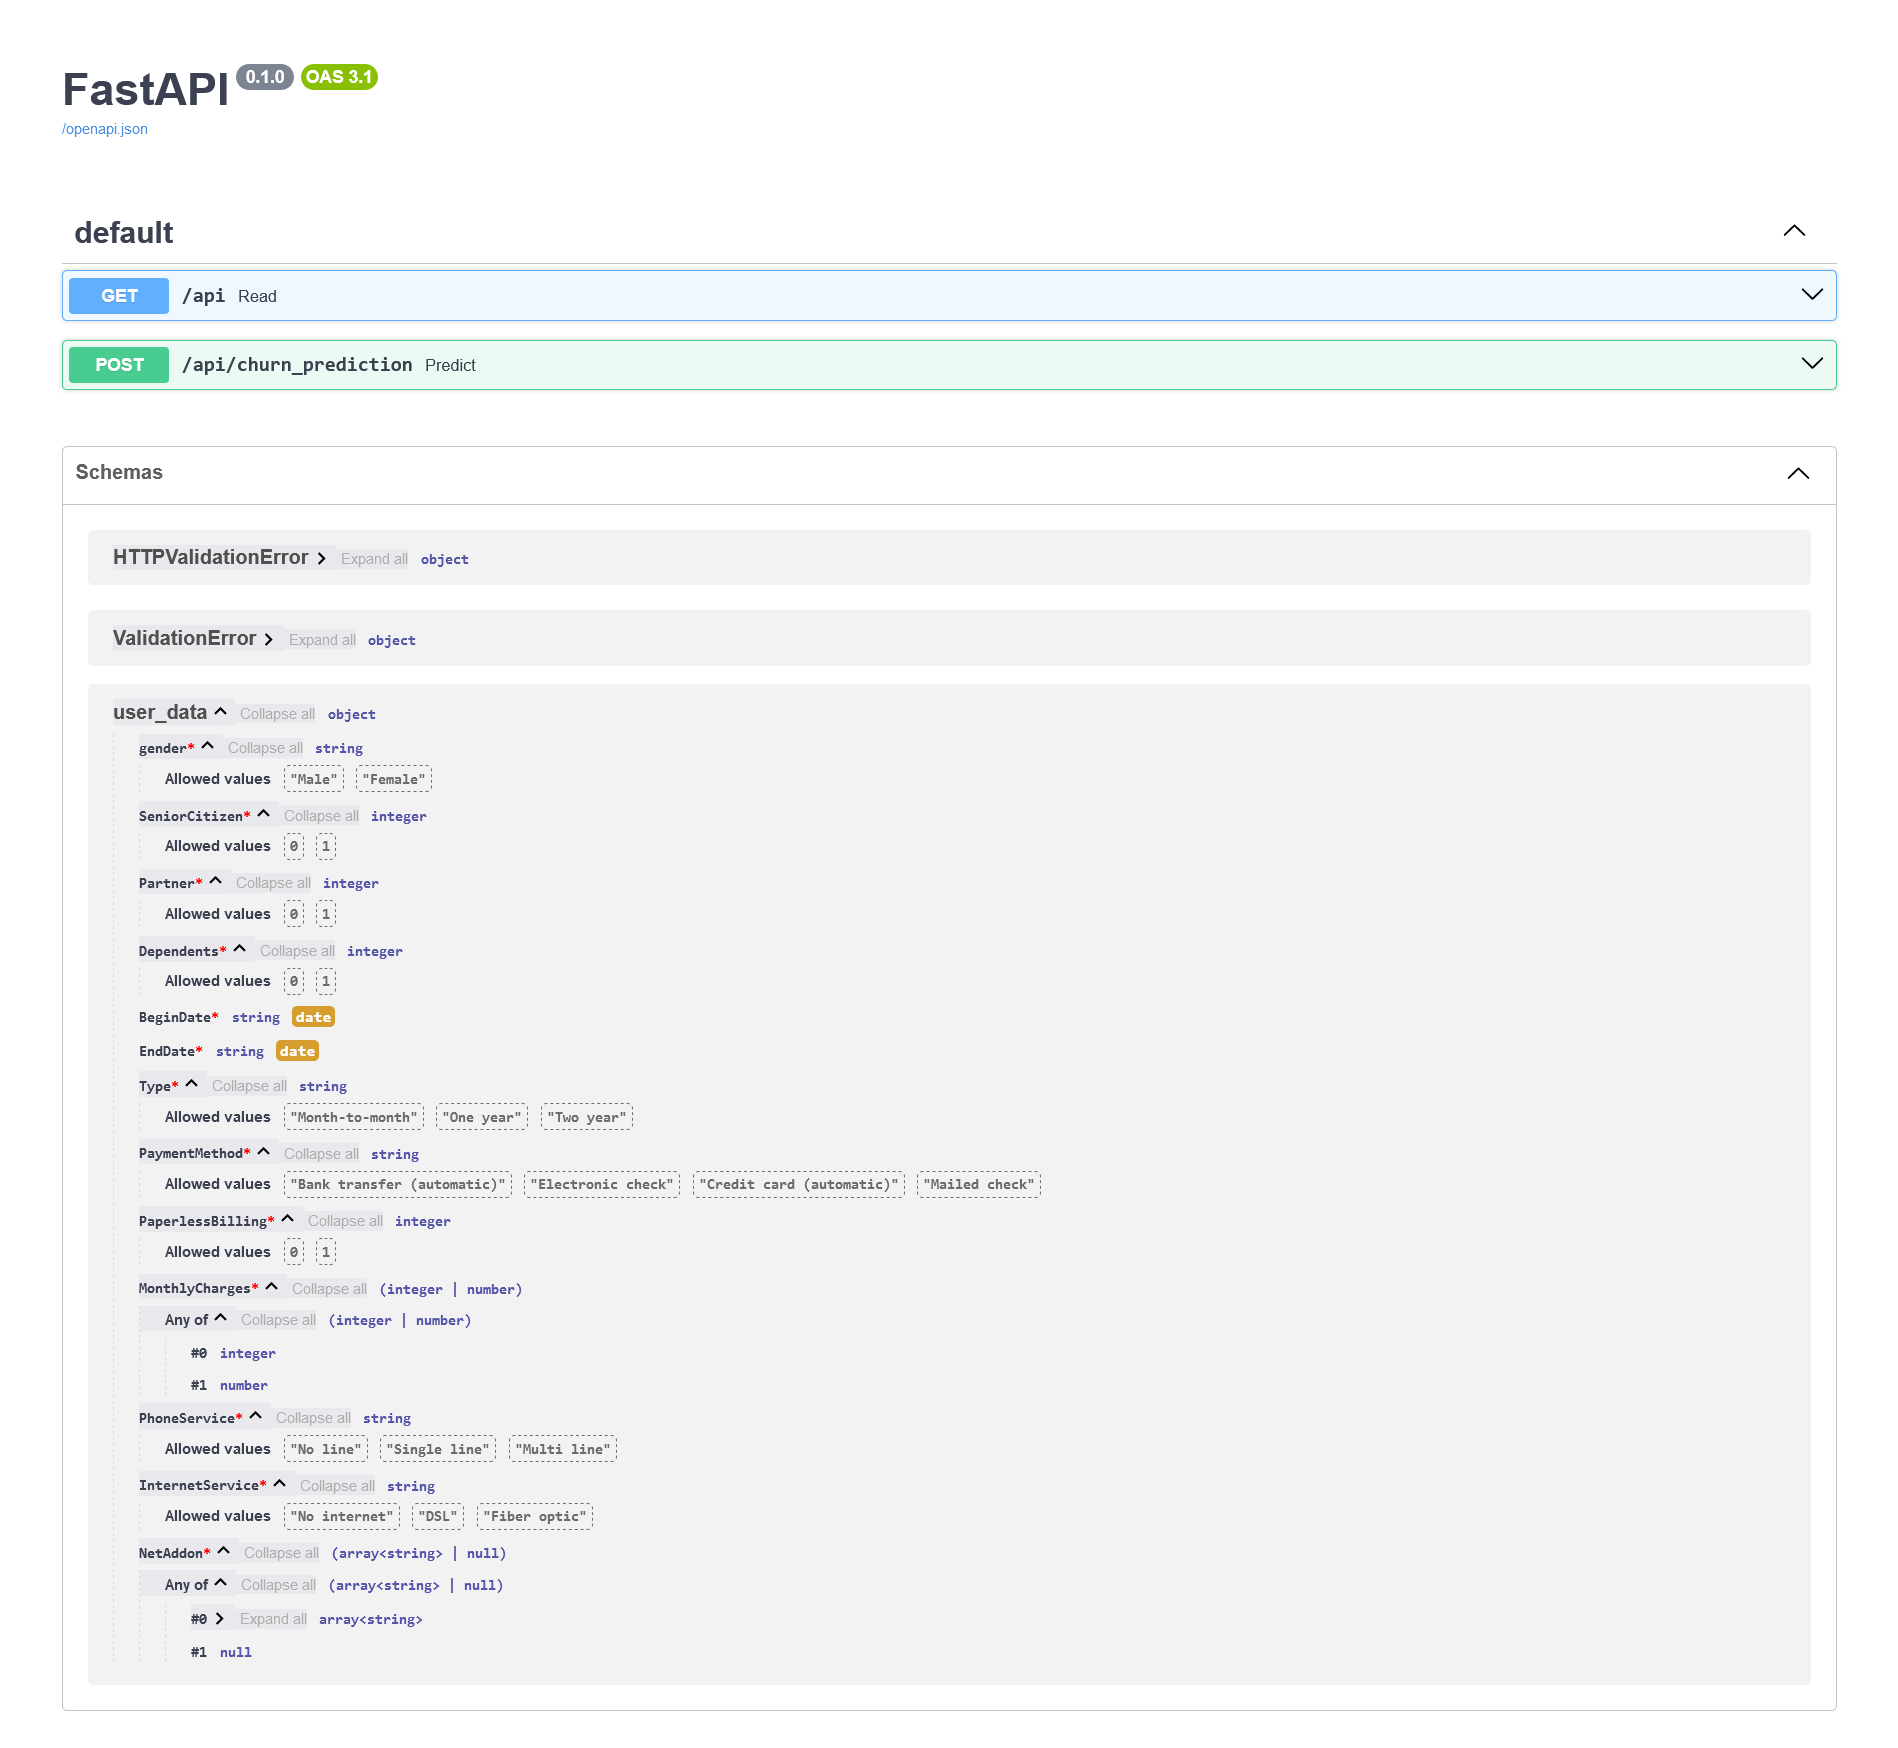 FastAPI 0.1.0 OAS 3.1
/openapi.json
default
GET /api Read
POST /api/churn_prediction Predict
Schemas
HTTPValidationError Expand all object
ValidationError Expand all object
user_data Collapse all object
gender* Collapse all string
Allowed values "Male" "Female"
SeniorCitizen* Collapse all integer
Allowed values 0 1
Partner* Collapse all integer
Allowed values 0 1
Dependents* Collapse all integer
Allowed values 0 1
BeginDate* string date
EndDate* string date
Type* Collapse all string
Allowed values "Month-to-month" "One year" "Two year"
PaymentMethod* Collapse all string
Allowed values "Bank transfer (automatic)" "Electronic check" "Credit card (automatic)" "Mailed check"
PaperlessBilling* Collapse all integer
Allowed values 0 1
MonthlyCharges* Collapse all (integer | number)
Any of Collapse all (integer | number)
#0 integer
#1 number
PhoneService* Collapse all string
Allowed values "No line" "Single line" "Multi line"
InternetService* Collapse all string
Allowed values "No internet" "DSL" "Fiber optic"
NetAddon* Collapse all (array<string> | null)
Any of Collapse all (array<string> | null)
#0 Expand all array<string>
#1 null